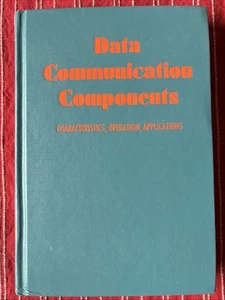 Data
Communication
Components
CHARACTERISTICS, OPERATION, APPLICATIONS